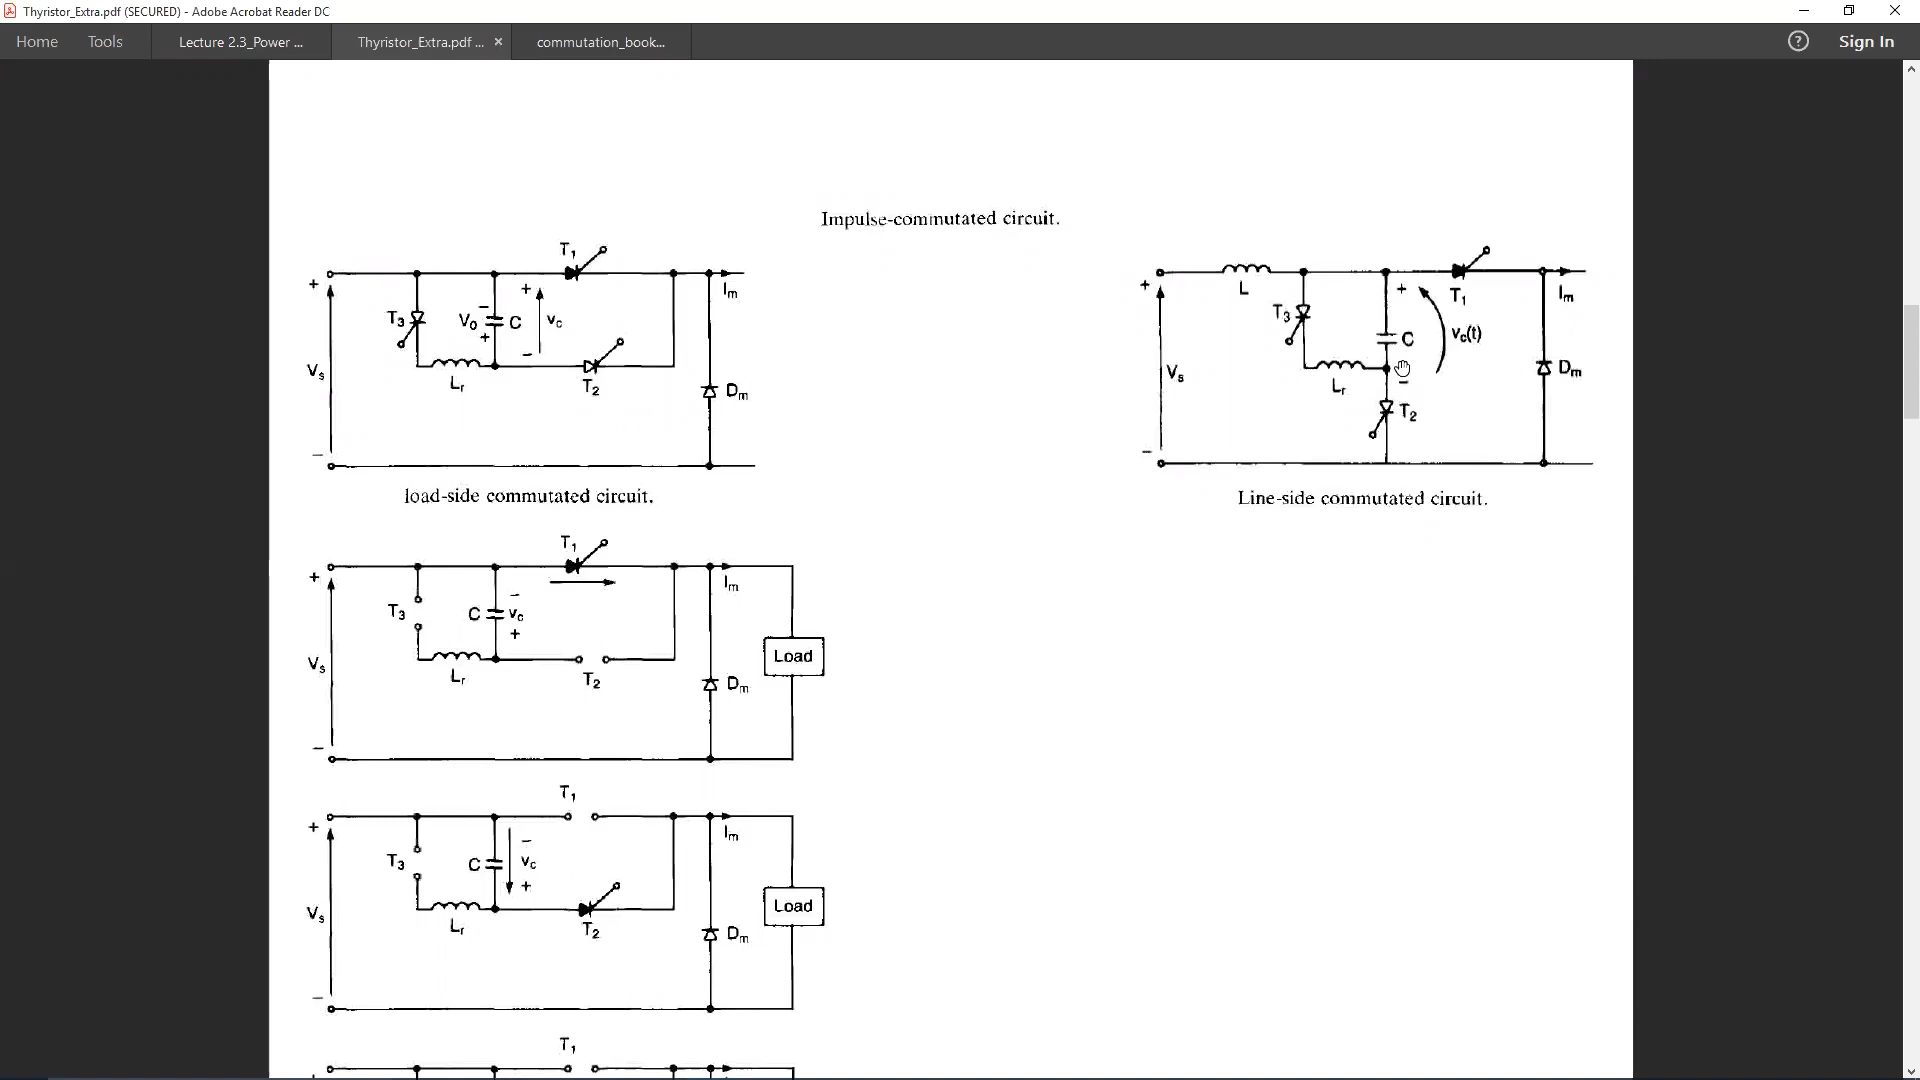 Thyristor_Extra.pdf (SECURED) - Adobe Acrobat Reader DC
Home
Tools
Lecture 2.3_Power ...
Thyristor_Extra.pdf ...
commutation_book...
?
Sign In
Impulse-commutated circuit.
T1
+
Im
T3
V0
C
vc
+
-
Vs
Lr
T2
Dm
-
load-side commutated circuit.
+
L
T1
Im
T3
C
vc(t)
+
-
Vs
Lr
T2
Dm
-
Line-side commutated circuit.
T1
+
Im
T3
C
-
vc
+
Vs
Lr
T2
Dm
Load
-
T1
+
Im
T3
C
-
vc
+
Vs
Lr
T2
Dm
Load
-
T1